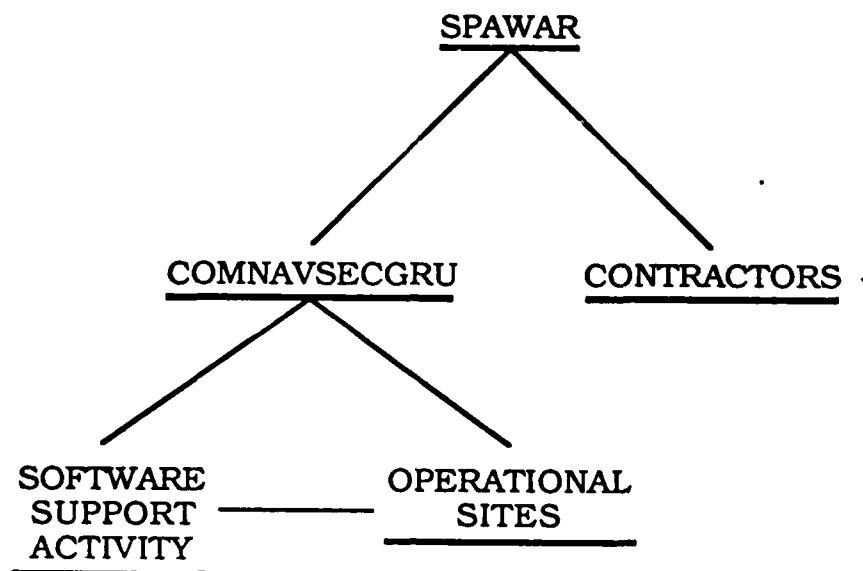 SPAWAR
COMNAVSECGRU
CONTRACTORS
SOFTWARE
SUPPORT
ACTIVITY
OPERATIONAL
SITES